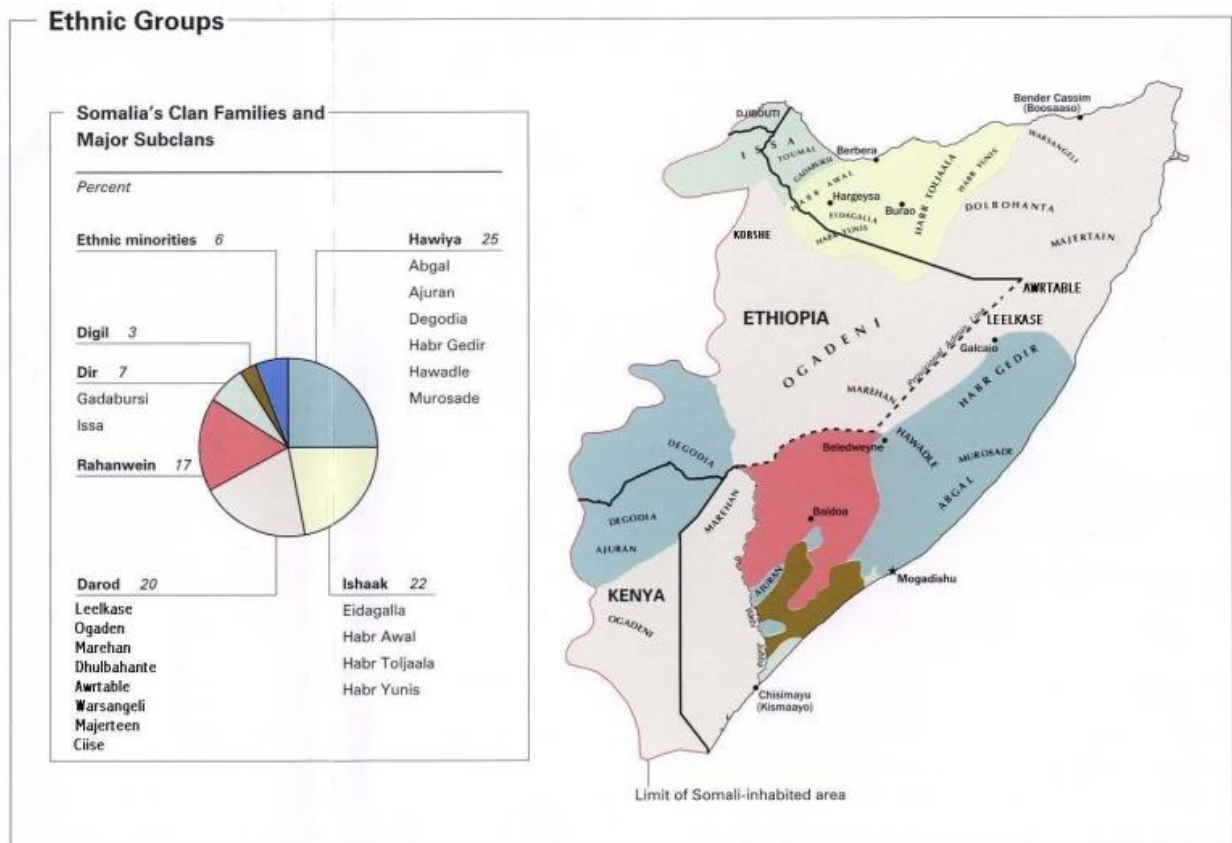 Ethnic Groups
Somalia's Clan Families and
Major Subclans
Percent
Ethnic minorities 6
Digil 3
Dir 7
Gadabursi
Issa
Rahanwein 17
Darod 20
Leelkase
Ogaden
Marehan
Dhulbahante
Awrtable
Warsangeli
Majerteen
Ciise
Hawiya 25
Abgal
Ajuran
Degodia
Habr Gedir
Hawadle
Murosade
Ishaak 22
Eidagalla
Habr Awal
Habr Toljaala
Habr Yunis
Bender Cassim
(Boosaaso)
DJIBOUTI
ISSA
TOUMAL
GADABURSI
Berbera
WARSANGELI
HABR AWAL
Hargeysa
EIDAGALLA
HABR YUNIS
Burao
HABR TOLJAALA
HABR YUNIS
DOLBOHANTA
MAJERTAIN
KORSHE
AWRTABLE
ETHIOPIA
LEELKASE
OGADENI
Provisional Admin Line
Galcaio
MAREHAN
HABR GEDIR
Beledweyne
HAWADLE
MUROSADE
ABGAL
DEGODIA
DEGODIA
AJURAN
MAREHAN
Baidoa
AJURAN
Mogadishu
KENYA
OGADENI
Chisimayu
(Kismaayo)
Limit of Somali-inhabited area